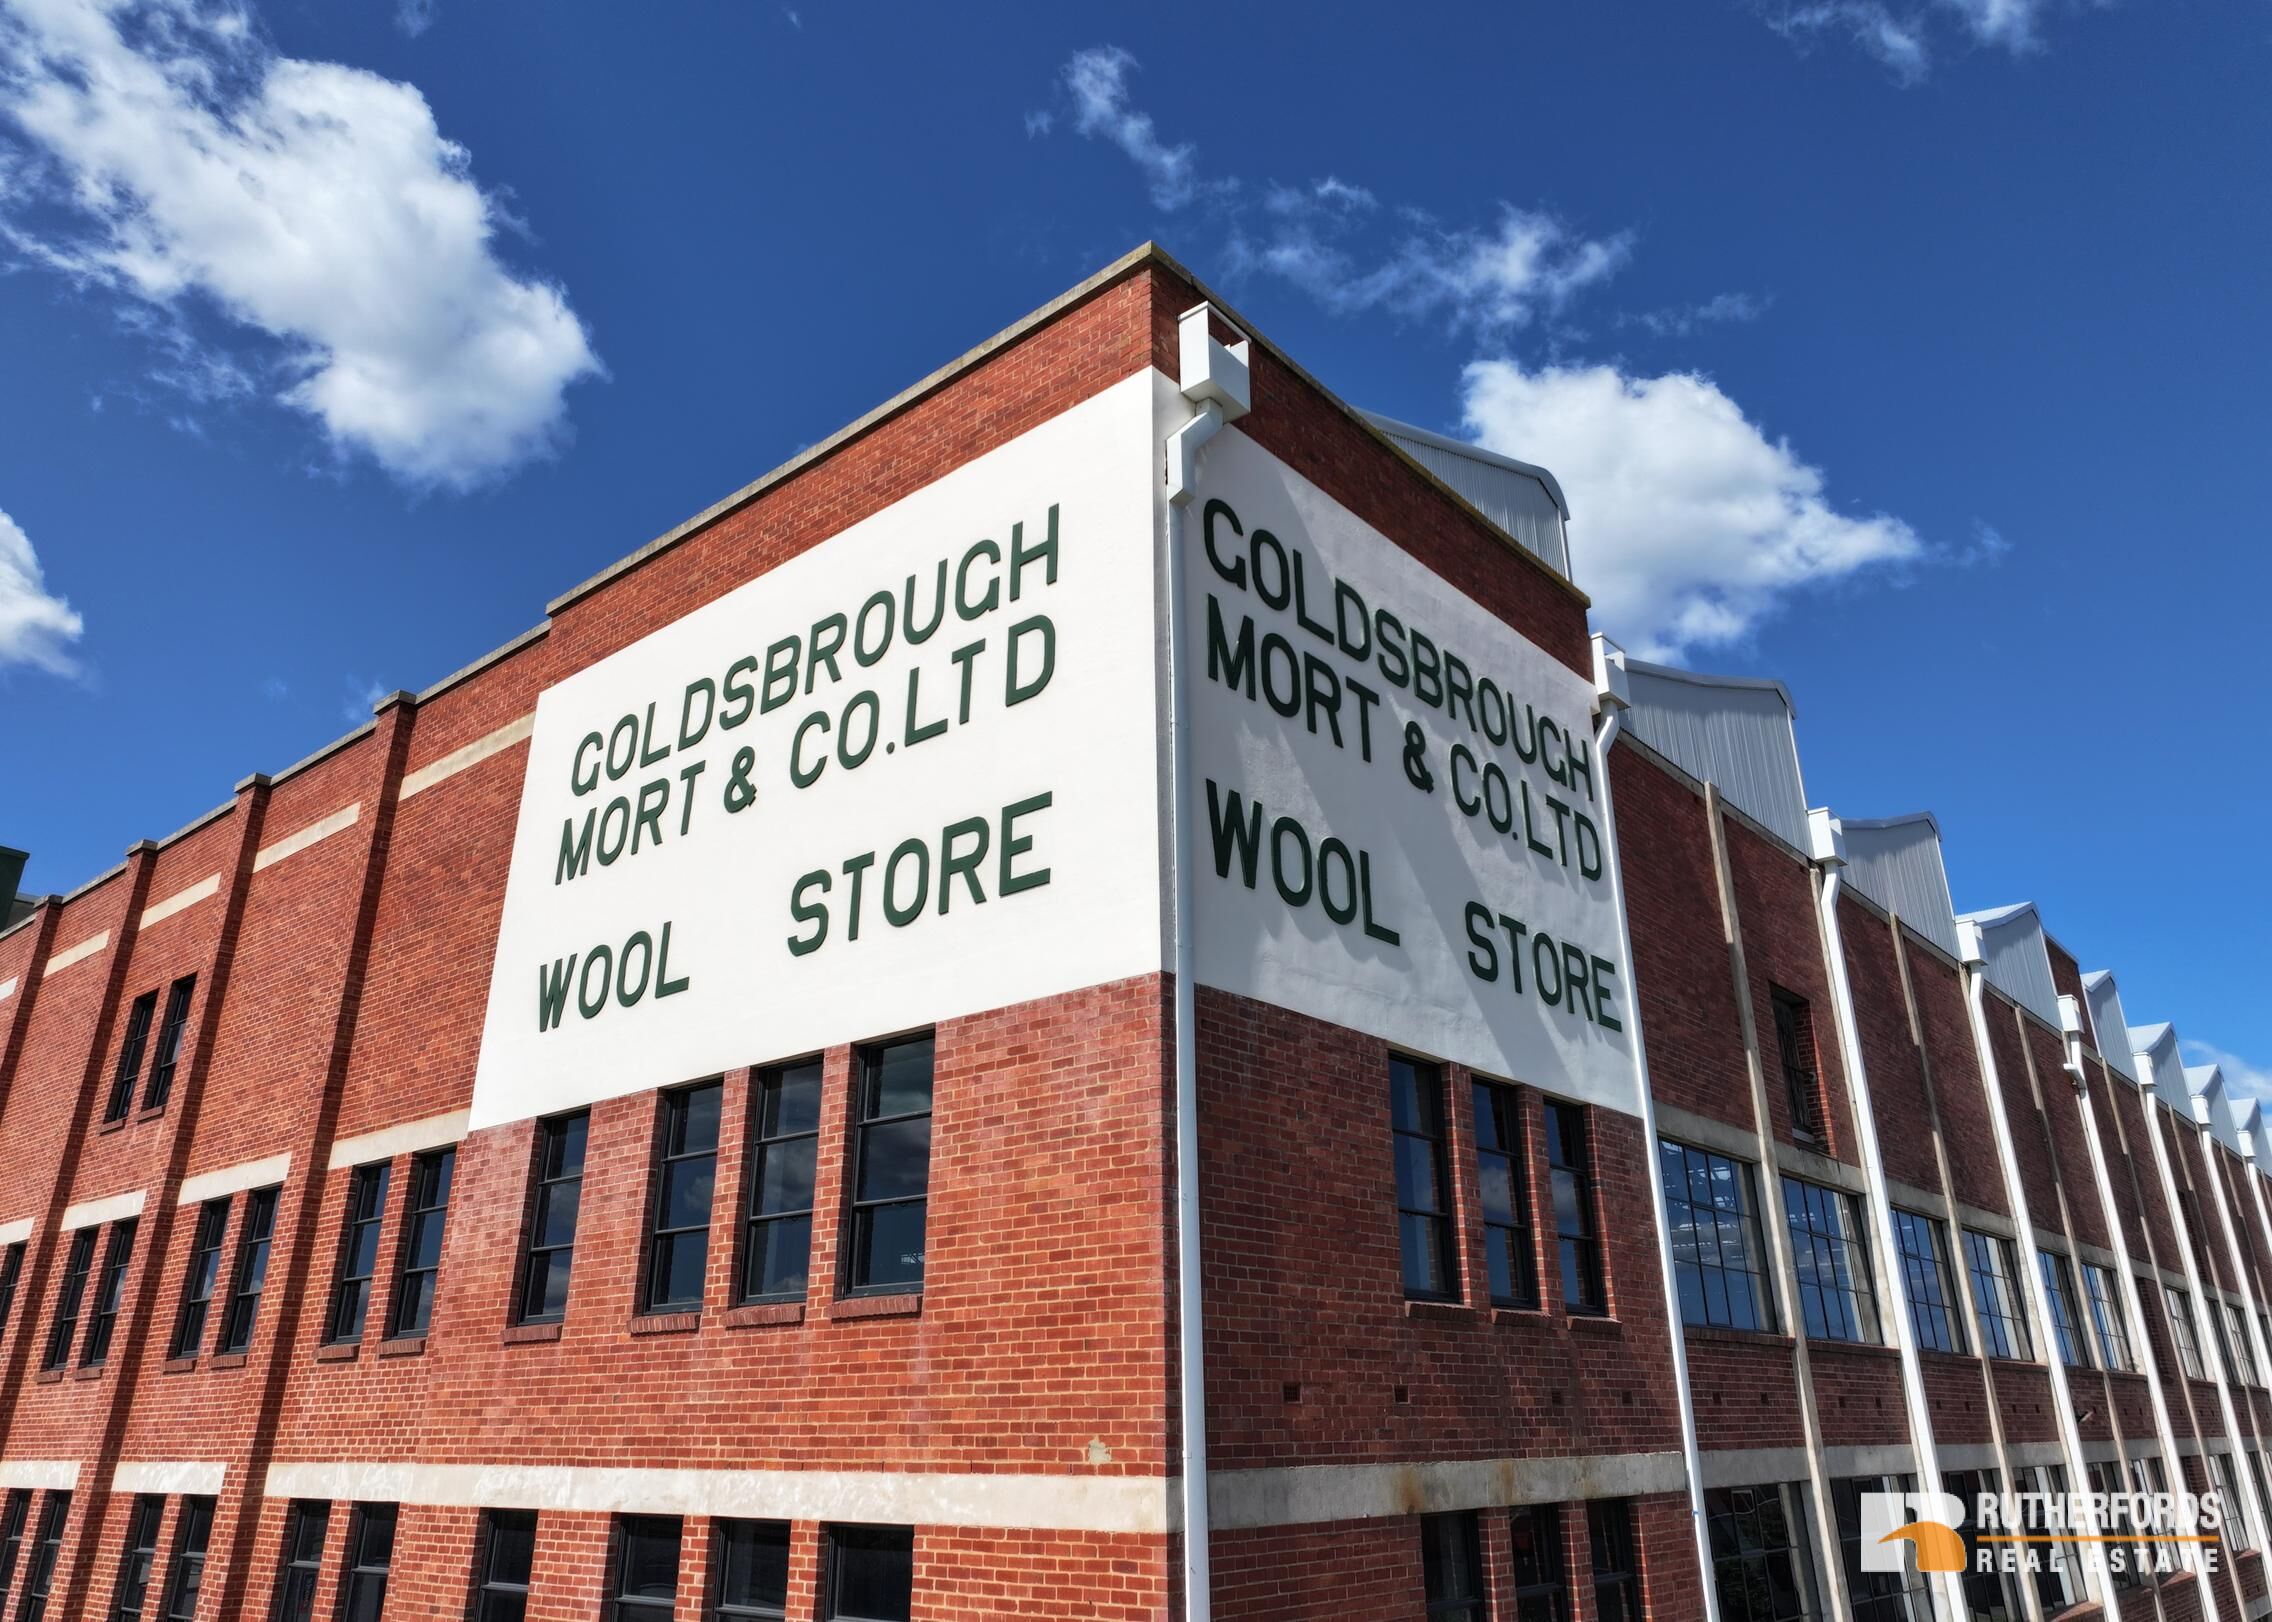 GOLDSBROUGH
MORT & CO.LTD
WOOL STORE
GOLDSBROUGH
MORT & CO.LTD
WOOL STORE
RUTHERFORDS
REAL ESTATE